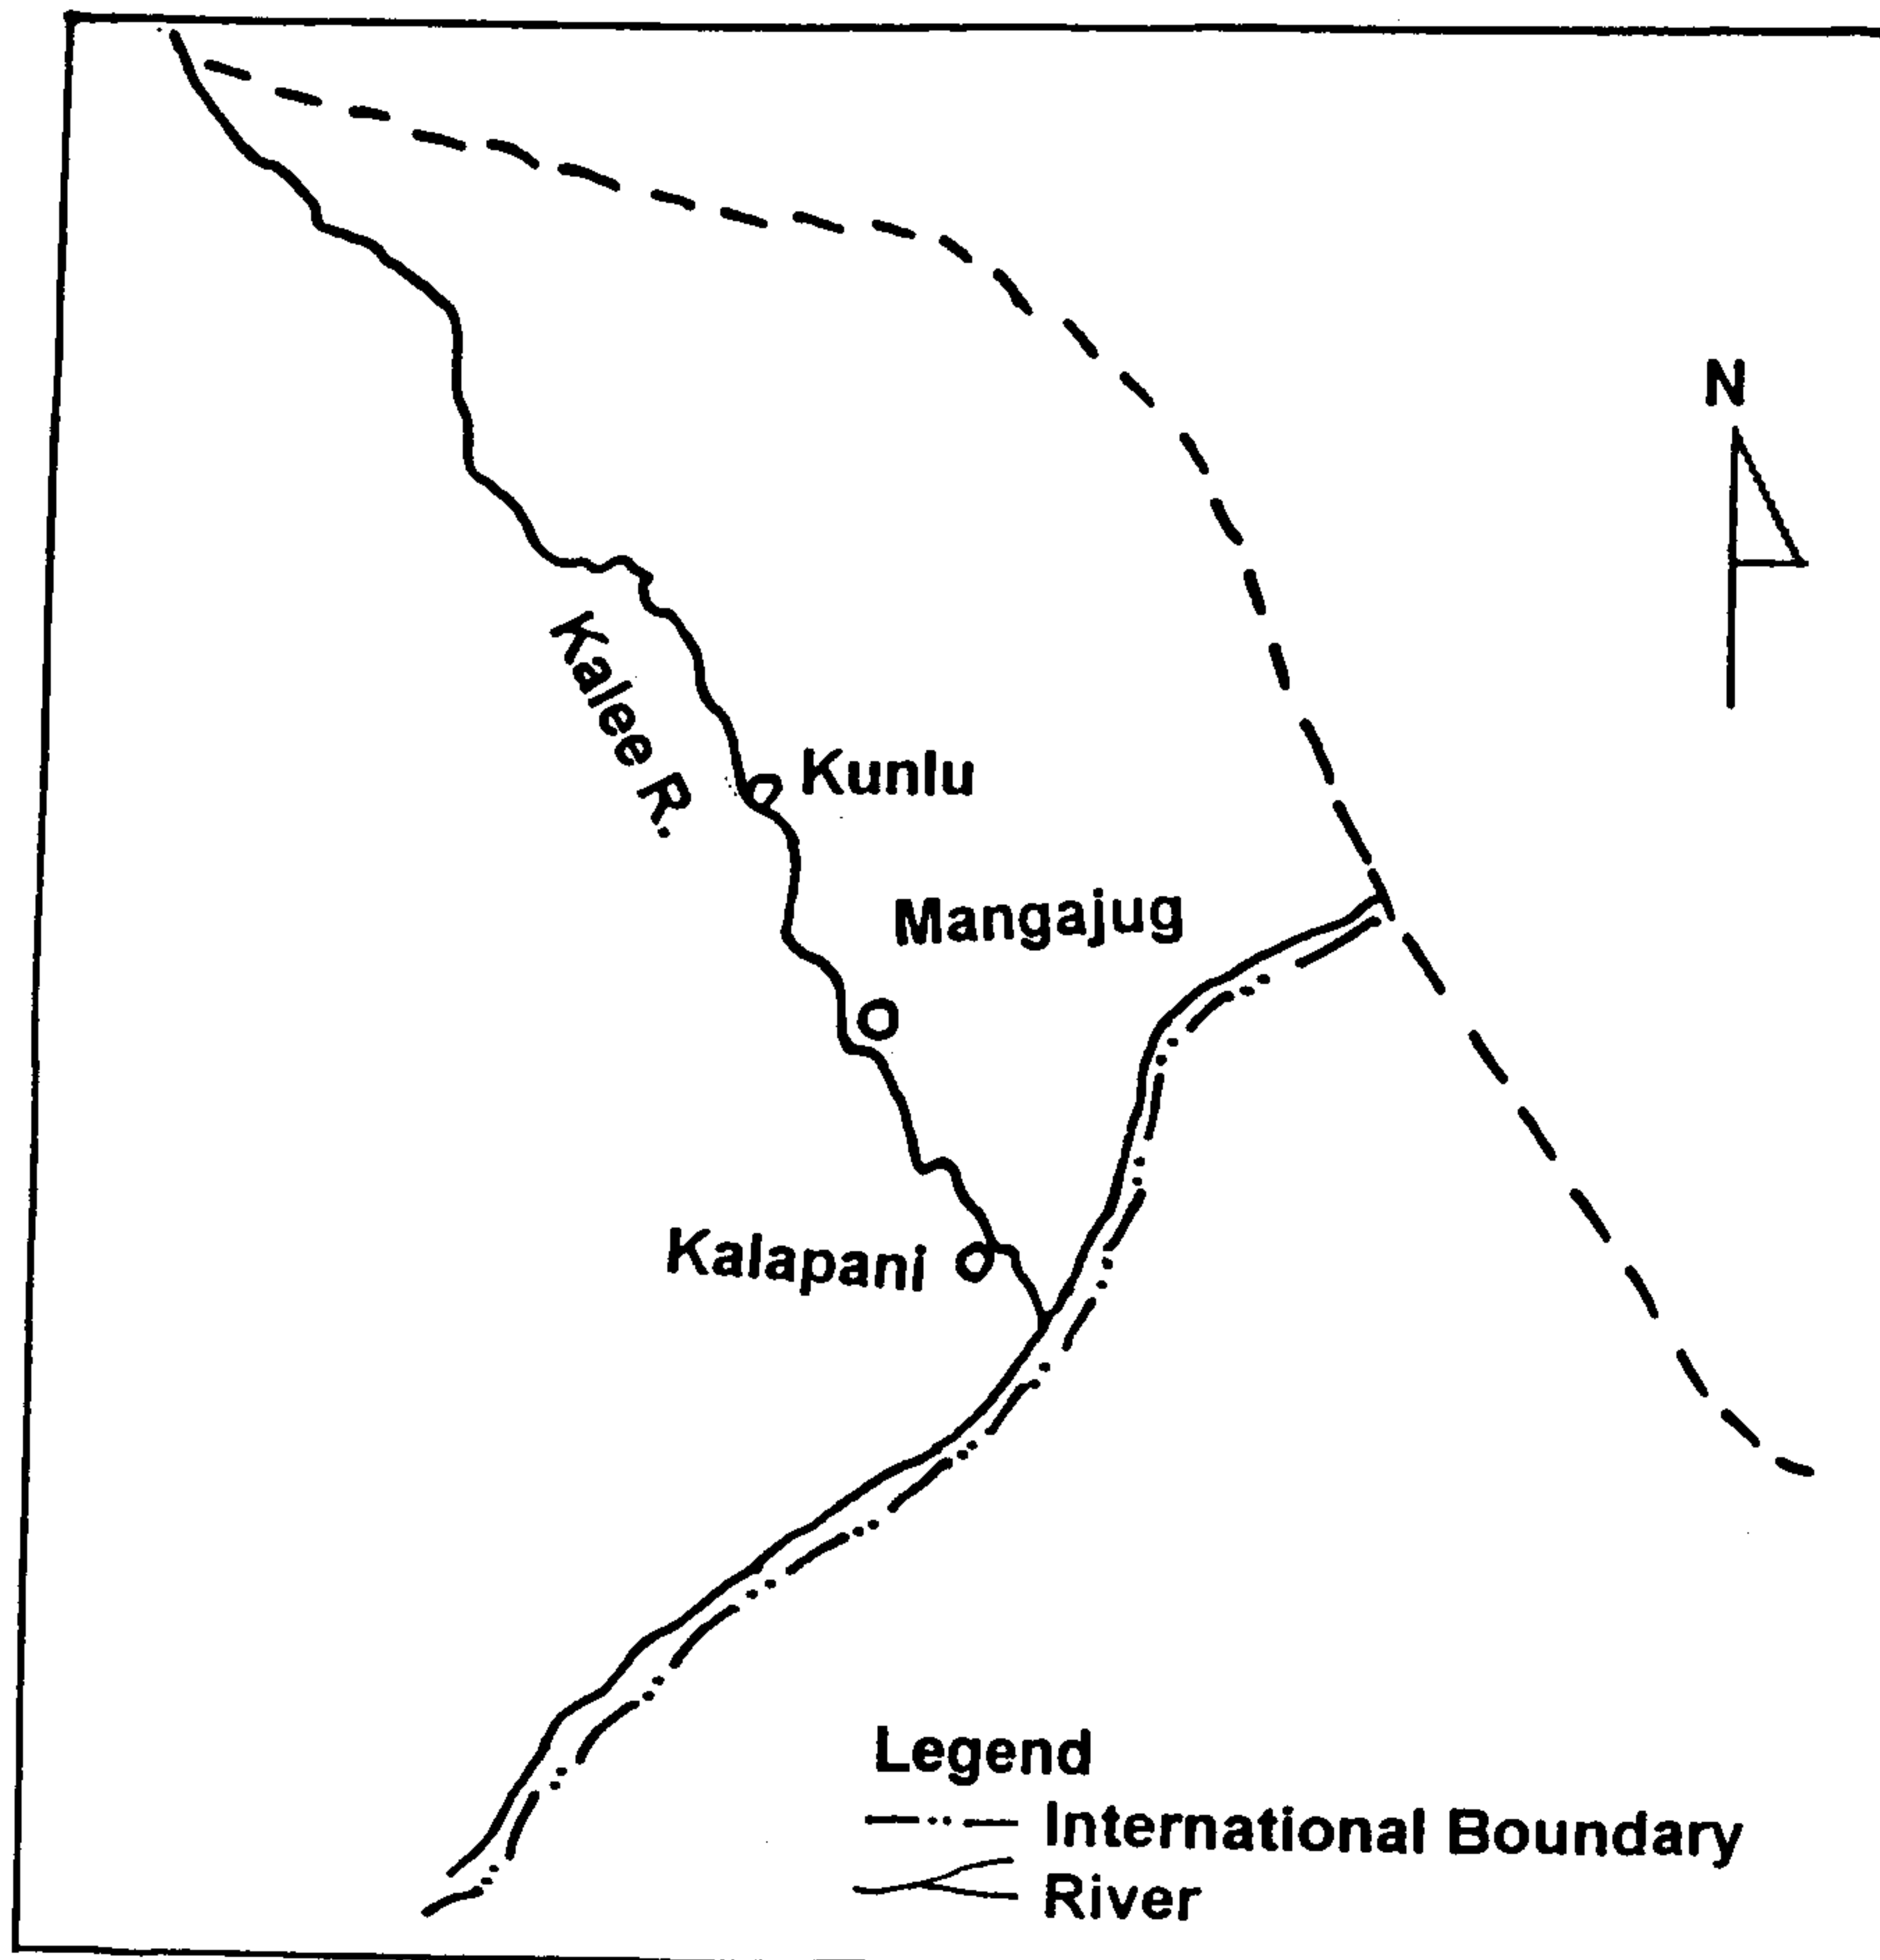 N
Kalee R.
Kunlu
Mangajug
Kalapani
Legend
International Boundary
River